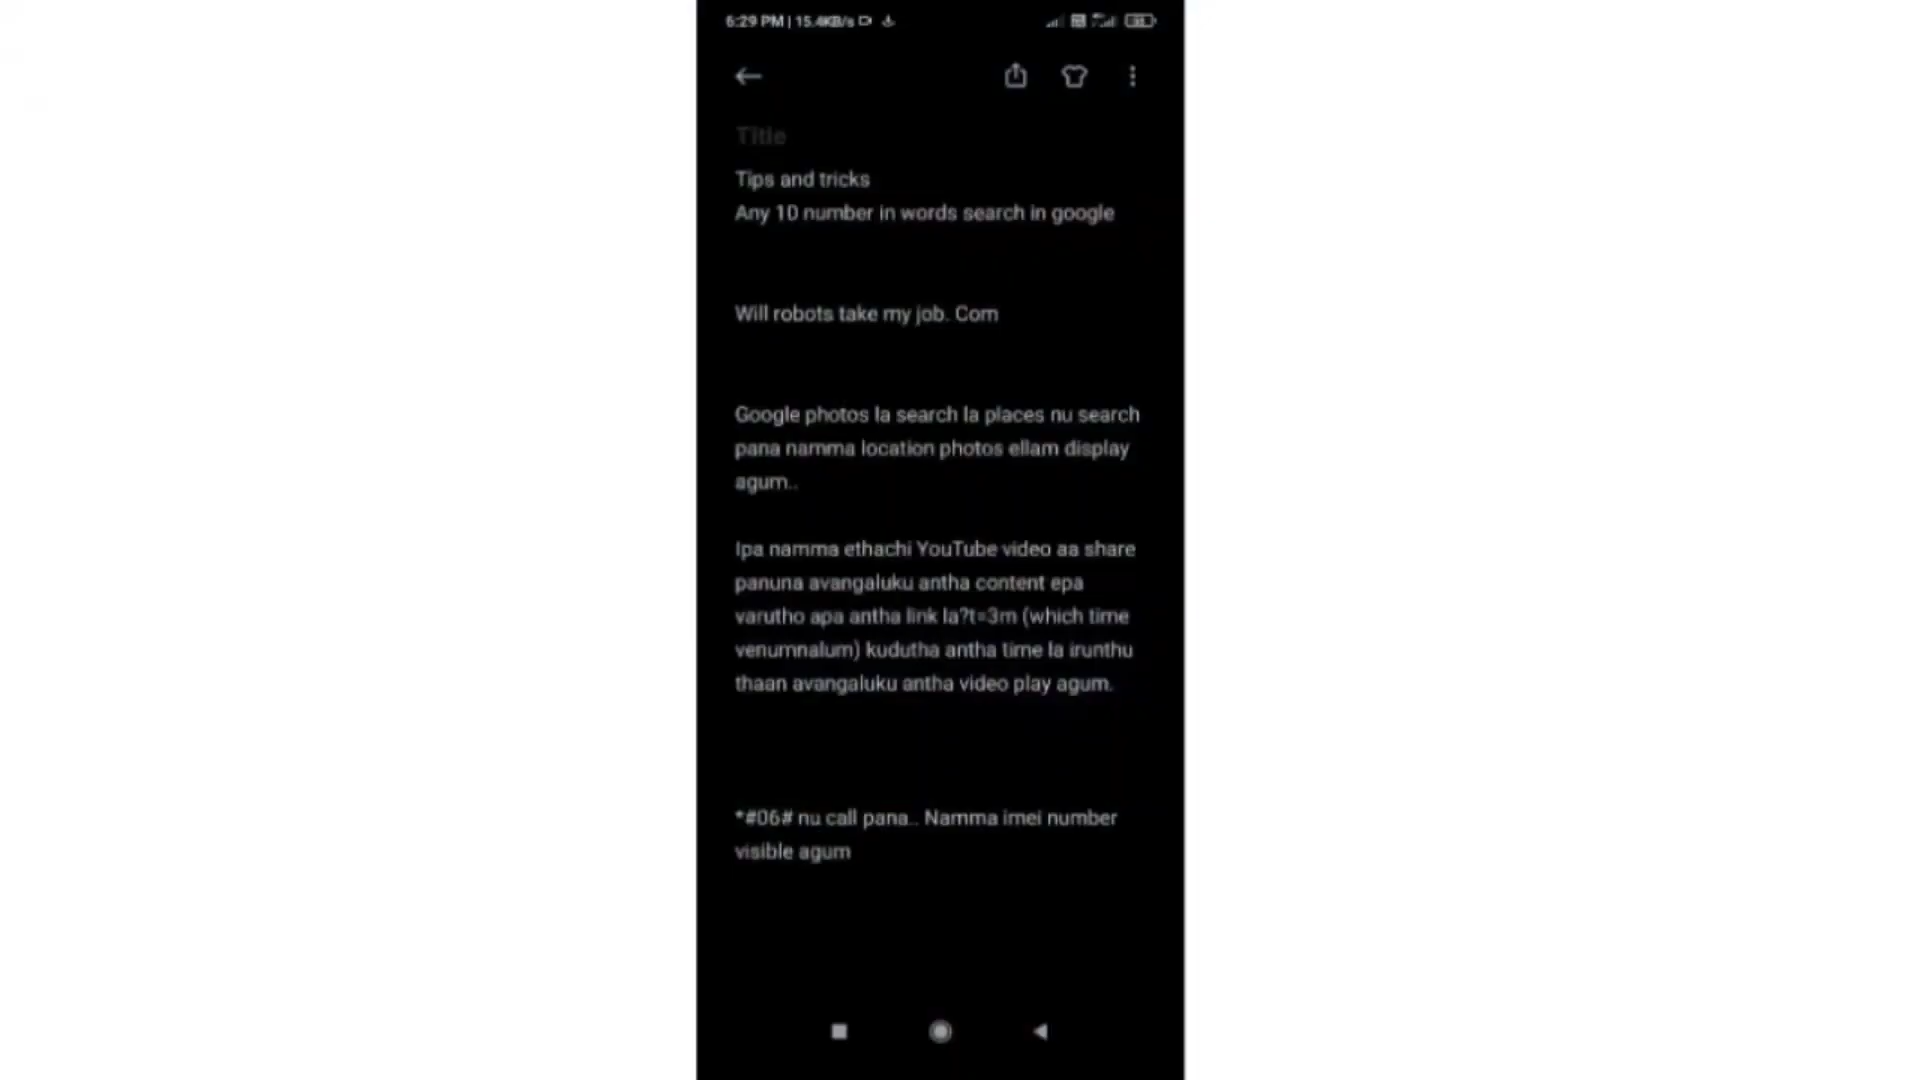 6:29 PM | 15.4KB/s
Title
Tips and tricks
Any 10 number in words search in google
Will robots take my job. Com
Google photos la search la places nu search
pana namma location photos ellam display
agum..
Ipa namma ethachi YouTube video aa share
panuna avangaluku antha content epa
varutho apa antha link la?t=3m (which time
venumnalum) kudutha antha time la irunthu
thaan avangaluku antha video play agum.
*#06# nu call pana.. Namma imei number
visible agum